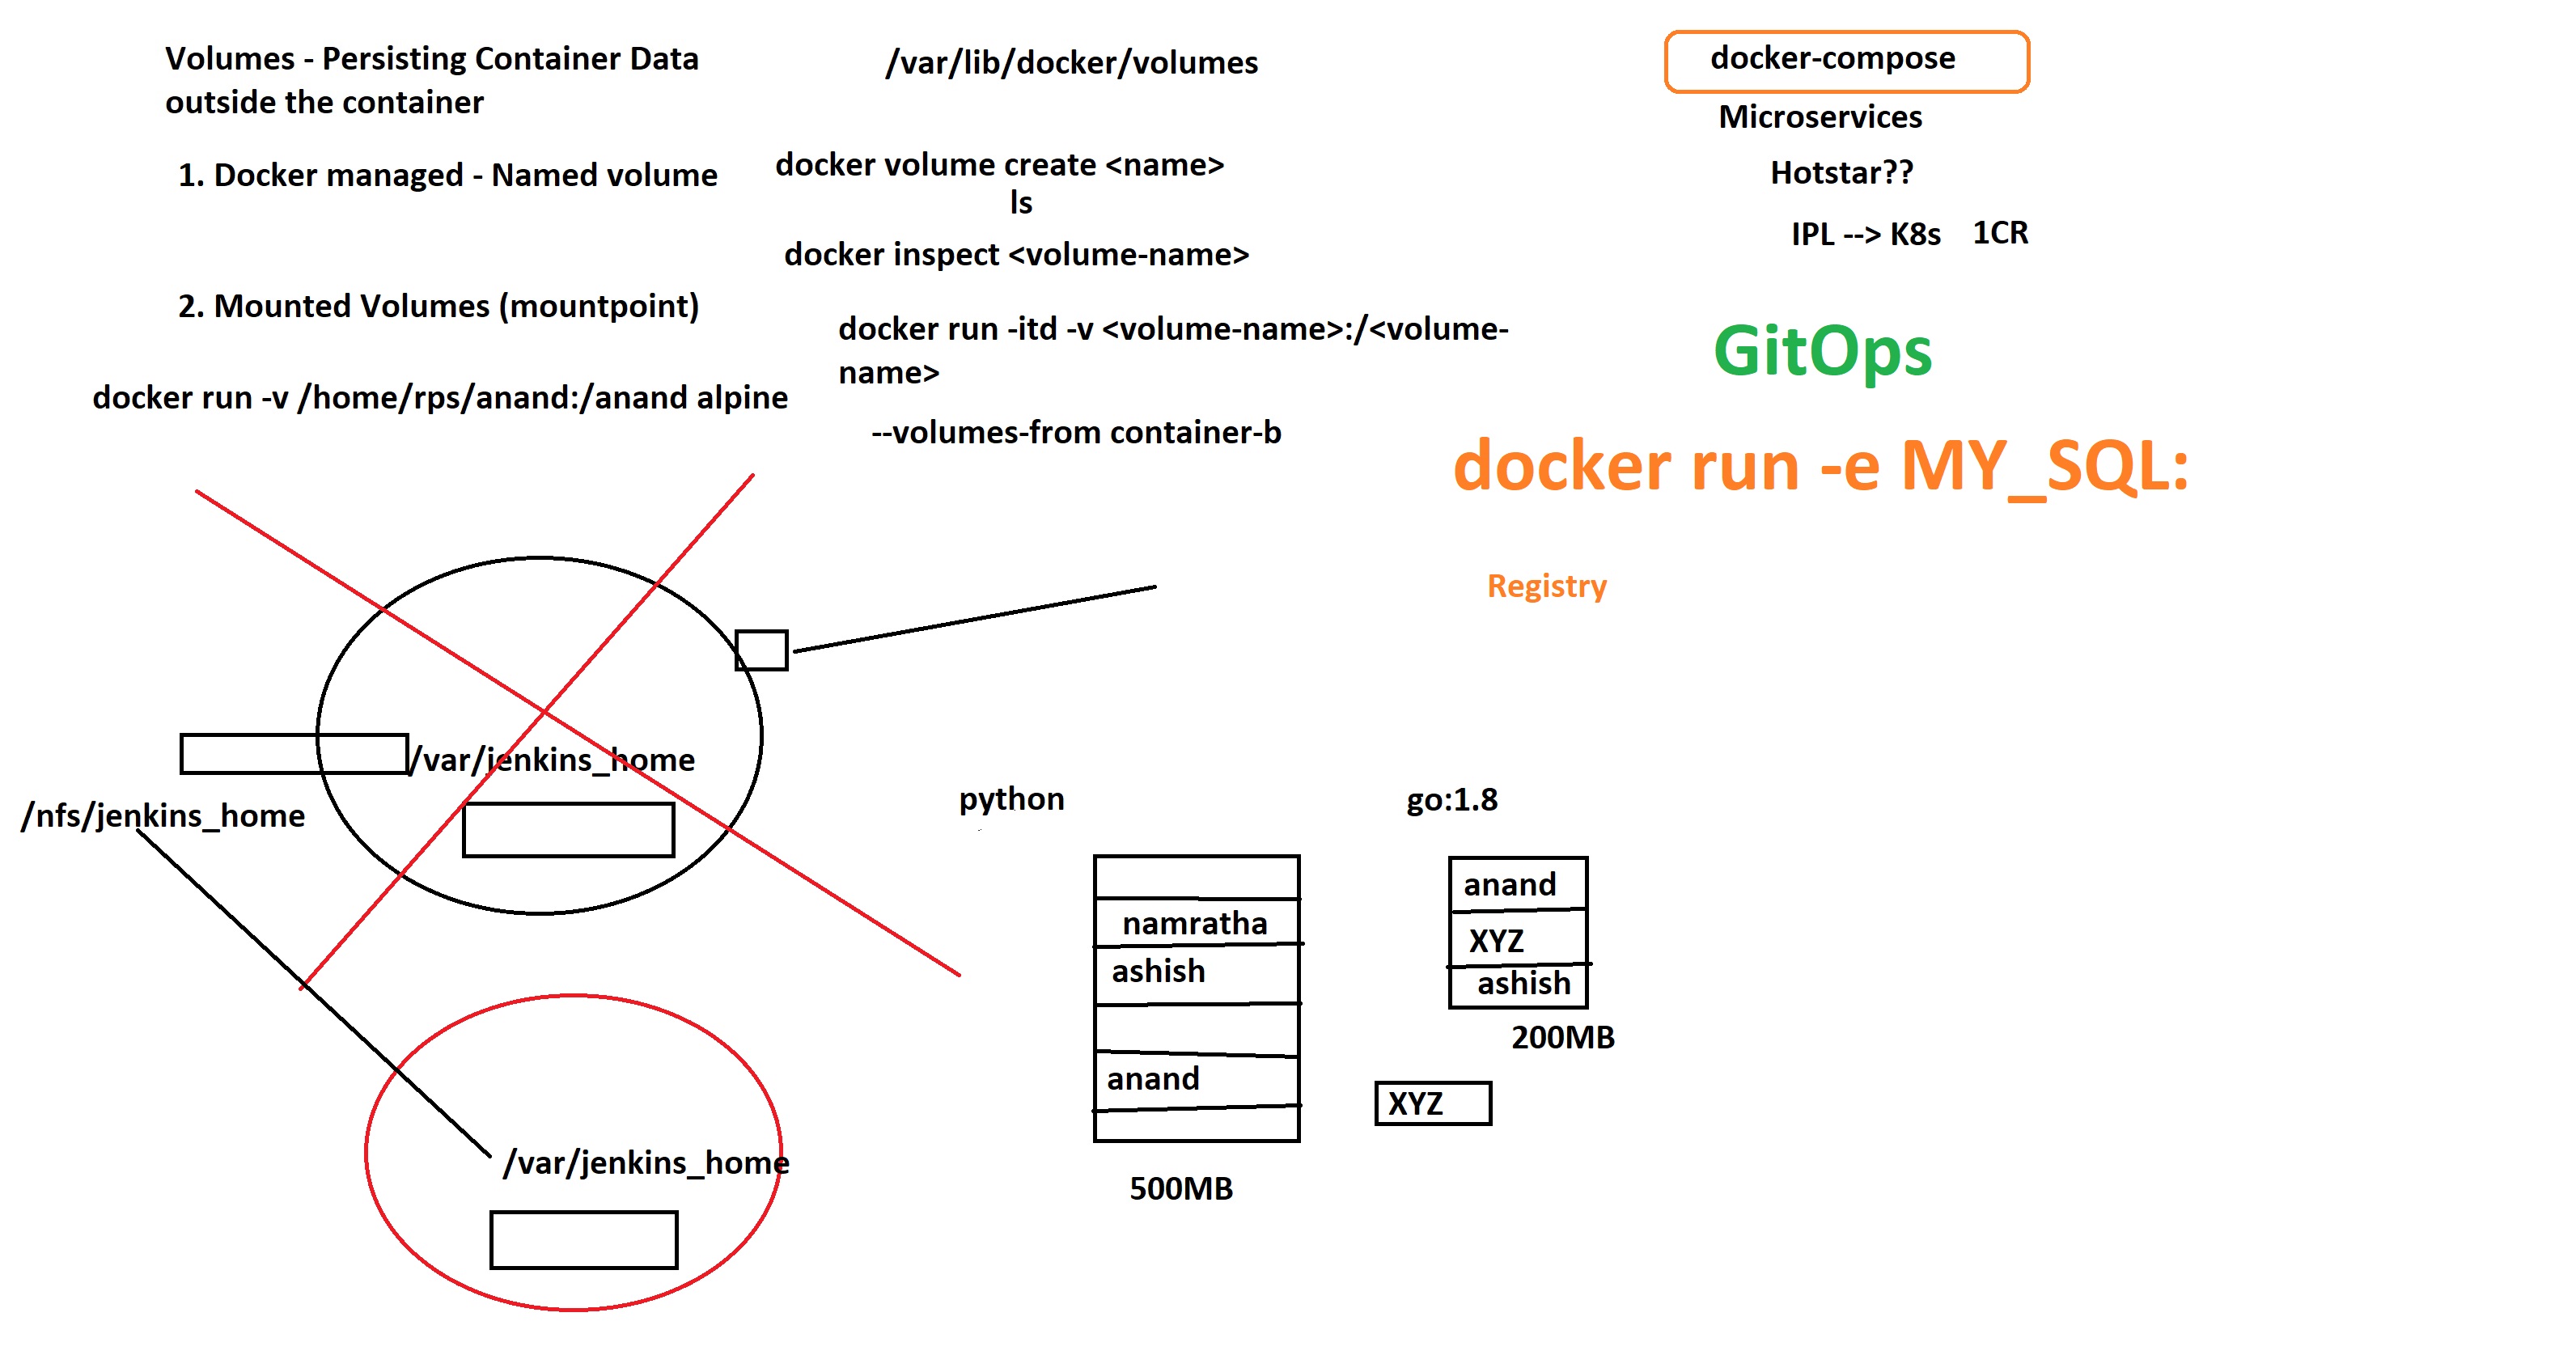 Volumes - Persisting Container Data
outside the container
1. Docker managed - Named volume
2. Mounted Volumes (mountpoint)
docker run -v /home/rps/anand:/anand alpine
/var/lib/docker/volumes
docker volume create <name>
ls
docker inspect <volume-name>
docker run -itd -v <volume-name>:/<volume-
name>
--volumes-from container-b
docker-compose
Microservices
Hotstar??
IPL --> K8s 1CR
GitOps
docker run -e MY_SQL:
Registry
/var/jenkins_home
/nfs/jenkins_home
/var/jenkins_home
python
namratha
ashish
anand
500MB
go:1.8
anand
XYZ
ashish
200MB
XYZ